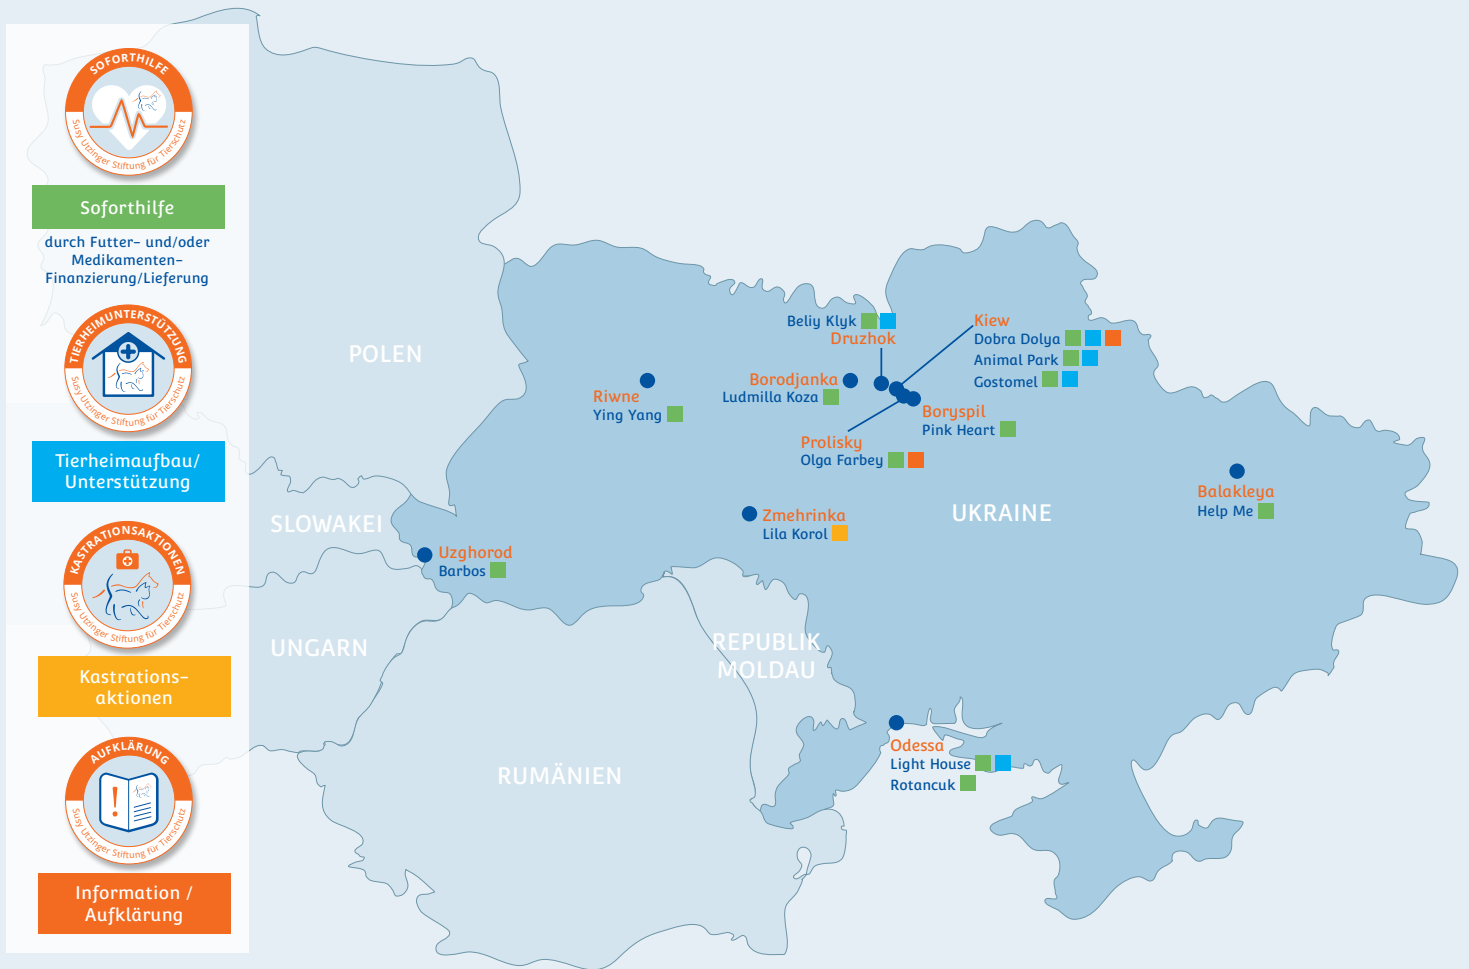 SOFORTHILFE
Susy Utzinger Stiftung für Tierschutz
Soforthilfe
durch Futter- und/oder
Medikamenten-
Finanzierung/Lieferung
TIERHEIMUNTERSTÜTZUNG
Susy Utzinger Stiftung für Tierschutz
Tierheimaufbau/
Unterstützung
KASTRATIONSAKTIONEN
Susy Utzinger Stiftung für Tierschutz
Kastrations-
aktionen
AUFKLÄRUNG
Susy Utzinger Stiftung für Tierschutz
Information /
Aufklärung
POLEN
SLOWAKEI
UNGARN
RUMÄNIEN
REPUBLIK
MOLDAU
UKRAINE
Beliy Klyk
Druzhok
Kiew
Dobra Dolya
Animal Park
Gostomel
Riwne
Ying Yang
Borodjanka
Ludmilla Koza
Boryspil
Pink Heart
Prolisky
Olga Farbey
Balakleya
Help Me
Zmehrinka
Lila Korol
Uzghorod
Barbos
Odessa
Light House
Rotancuk